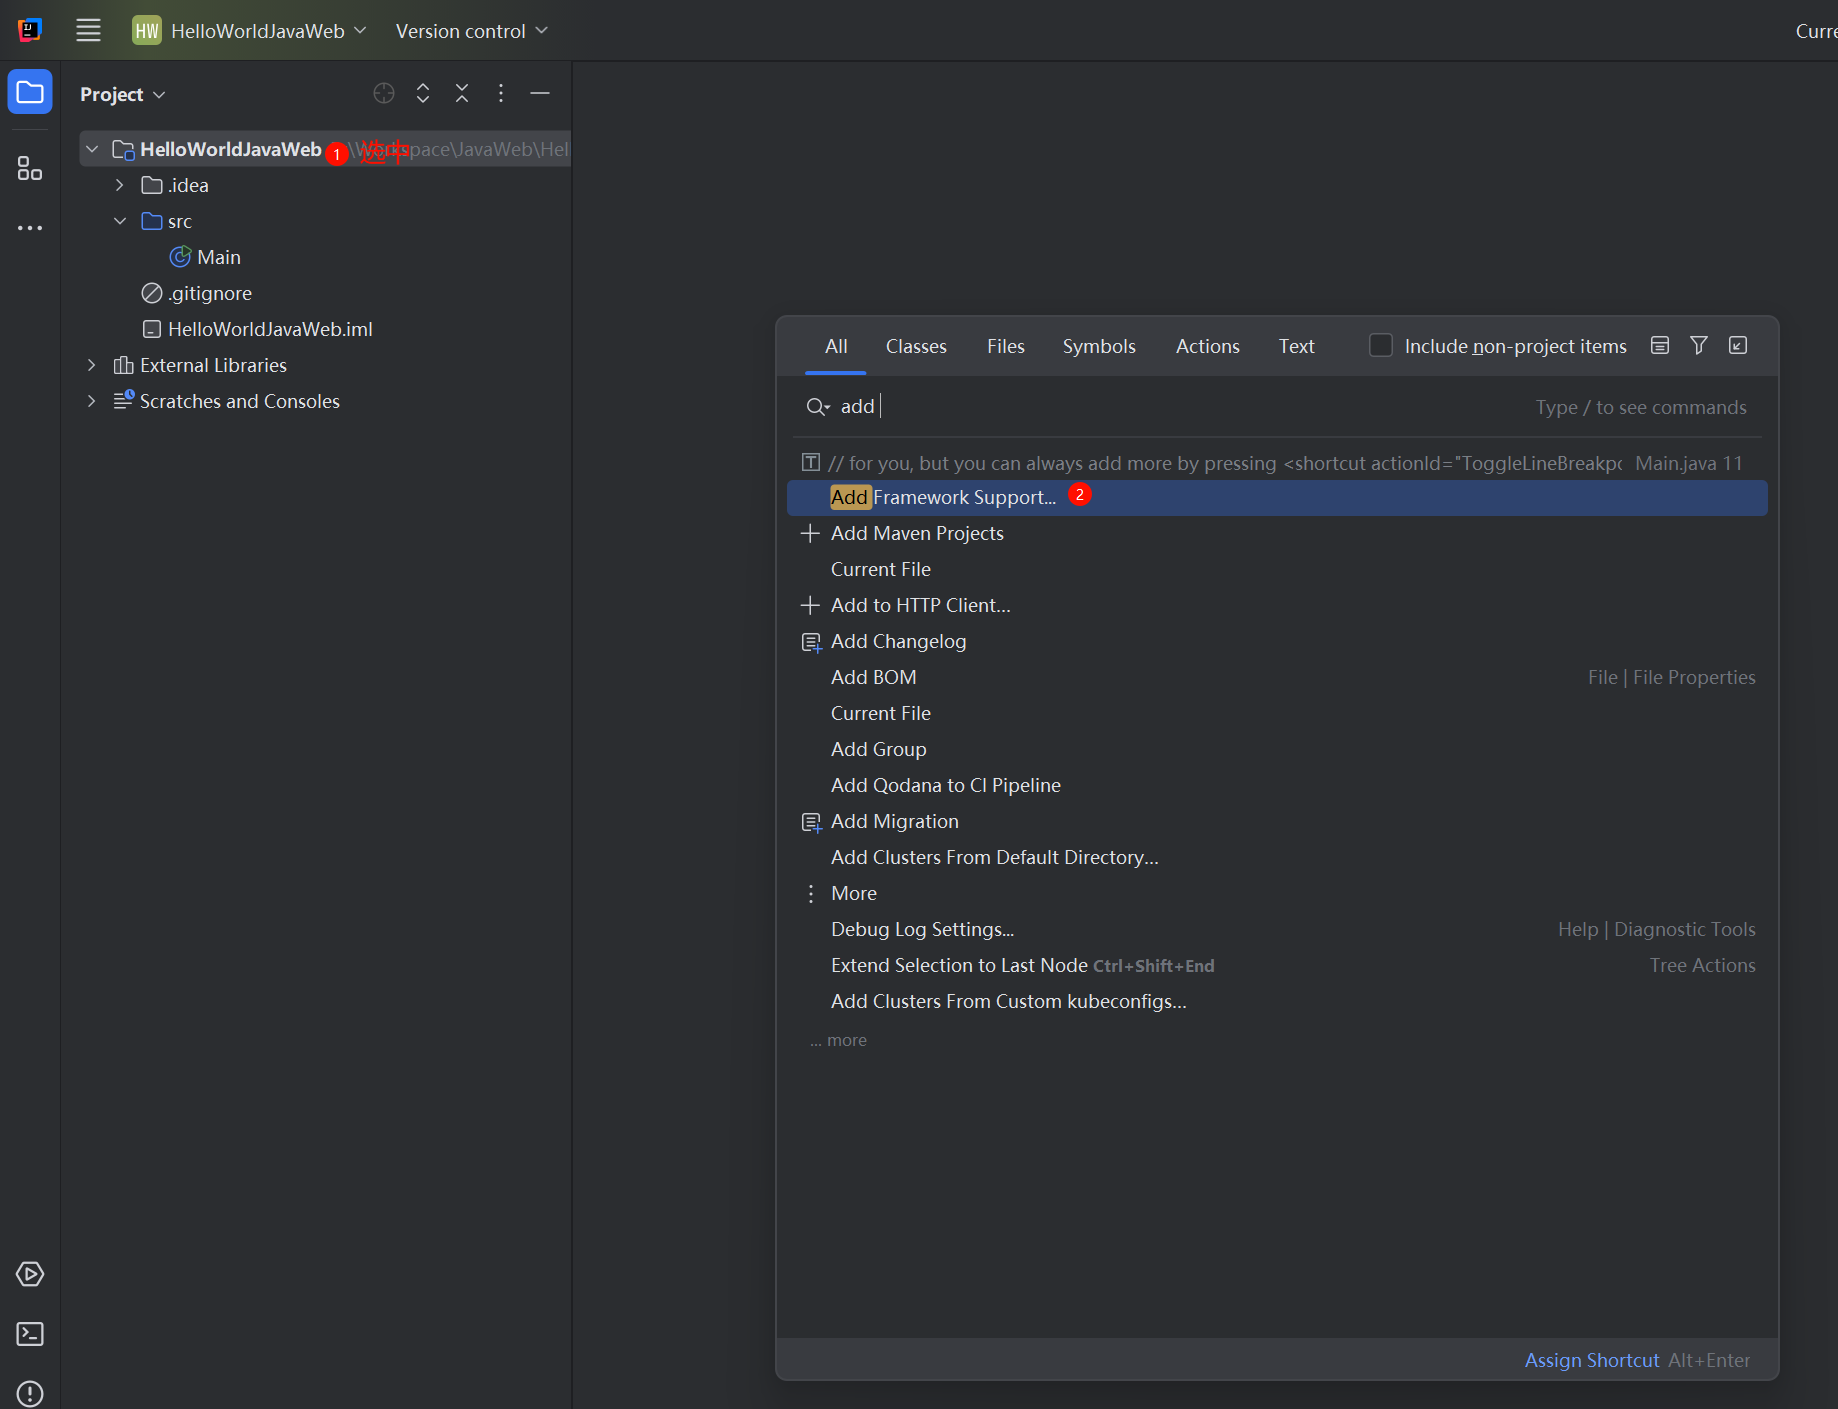 HW HelloWorldJavaWeb Version control Curre
Project
HelloWorldJavaWeb 1 \Workspace\JavaWeb\Hel
选中
.idea
src
Main
.gitignore
HelloWorldJavaWeb.iml
External Libraries
Scratches and Consoles
All Classes Files Symbols Actions Text Include non-project items
add Type / to see commands
// for you, but you can always add more by pressing <shortcut actionId="ToggleLineBreakpo Main.java 11
Add Framework Support... 2
Add Maven Projects
Current File
Add to HTTP Client...
Add Changelog
Add BOM File | File Properties
Current File
Add Group
Add Qodana to CI Pipeline
Add Migration
Add Clusters From Default Directory...
More
Debug Log Settings... Help | Diagnostic Tools
Extend Selection to Last Node Ctrl+Shift+End Tree Actions
Add Clusters From Custom kubeconfigs...
... more
Assign Shortcut Alt+Enter